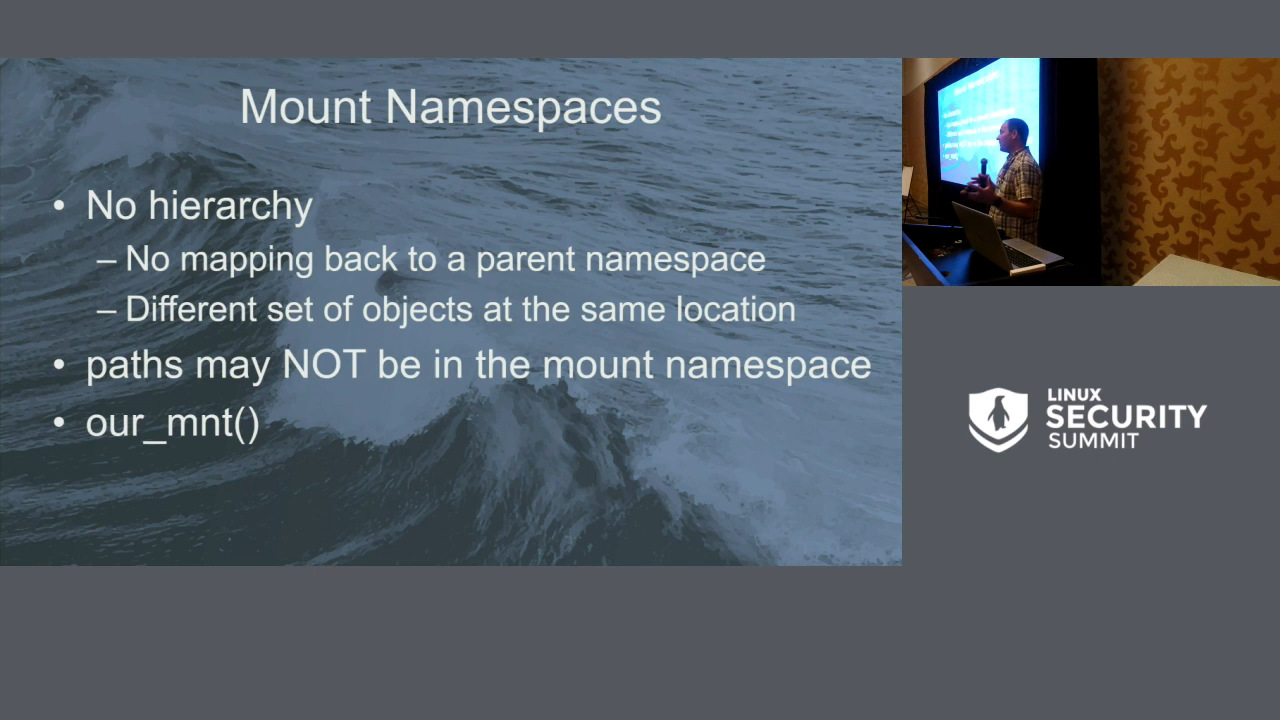 Mount Namespaces
• No hierarchy
– No mapping back to a parent namespace
– Different set of objects at the same location
• paths may NOT be in the mount namespace
• our_mnt()
LINUX
SECURITY
SUMMIT